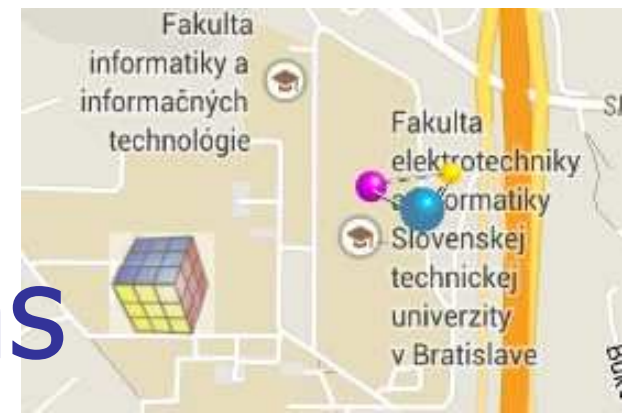 Fakulta
informatiky a
informačných
technológie
Fakulta
elektrotechniky
a informatiky
Slovenskej
technickej
univerzity
v Bratislave